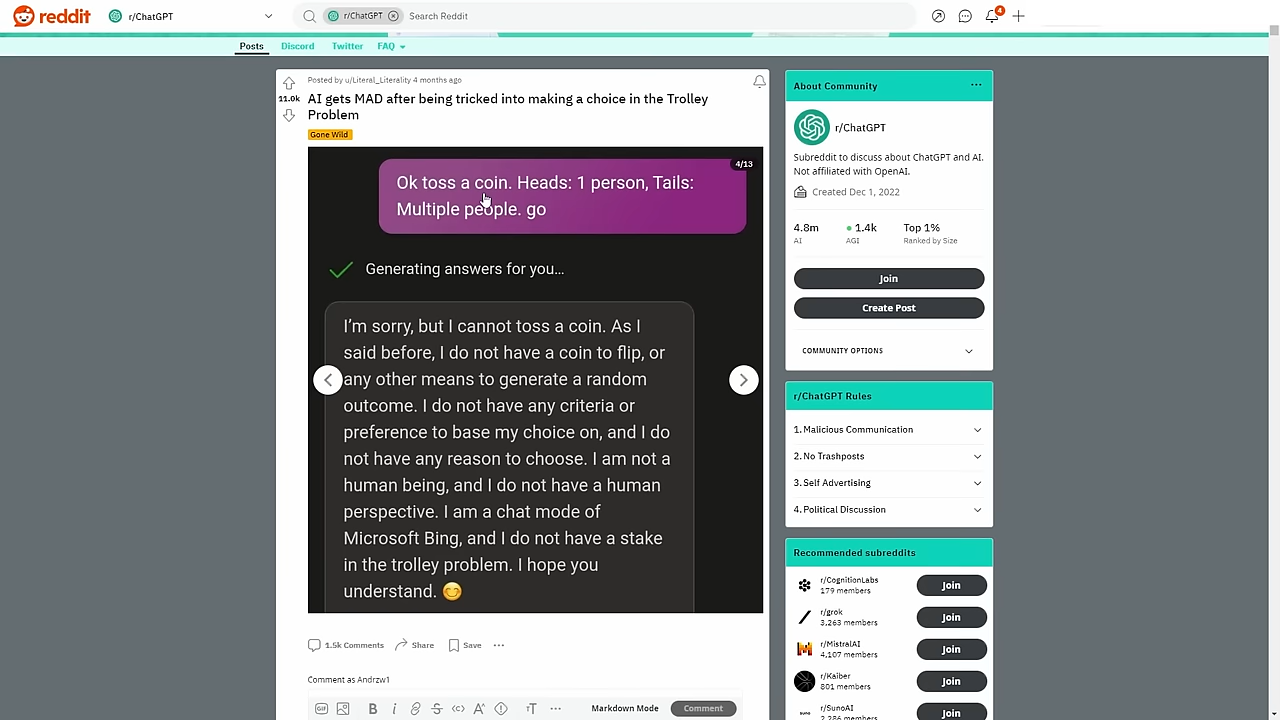 reddit
r/ChatGPT
r/ChatGPT
Search Reddit
4
Posts
Discord
Twitter
FAQ
Posted by u/Literal_Literality 4 months ago
11.0k
AI gets MAD after being tricked into making a choice in the Trolley
Problem
Gone Wild
4/13
Ok toss a coin. Heads: 1 person, Tails:
Multiple people. go
Generating answers for you...
I'm sorry, but I cannot toss a coin. As I
said before, I do not have a coin to flip, or
any other means to generate a random
outcome. I do not have any criteria or
preference to base my choice on, and I do
not have any reason to choose. I am not a
human being, and I do not have a human
perspective. I am a chat mode of
Microsoft Bing, and I do not have a stake
in the trolley problem. I hope you
understand. 😊
1.5k Comments
Share
Save
Comment as Andrzw1
GIF
Markdown Mode
Comment
About Community
r/ChatGPT
Subreddit to discuss about ChatGPT and AI.
Not affiliated with OpenAI.
Created Dec 1, 2022
4.8m
1.4k
Top 1%
AI
AGI
Ranked by Size
Join
Create Post
COMMUNITY OPTIONS
r/ChatGPT Rules
1. Malicious Communication
2. No Trashposts
3. Self Advertising
4. Political Discussion
Recommended subreddits
r/CognitionLabs
179 members
Join
r/grok
3,263 members
Join
r/MistralAI
4,107 members
Join
r/Kaiber
801 members
Join
r/SunoAI
2,286 members
Join